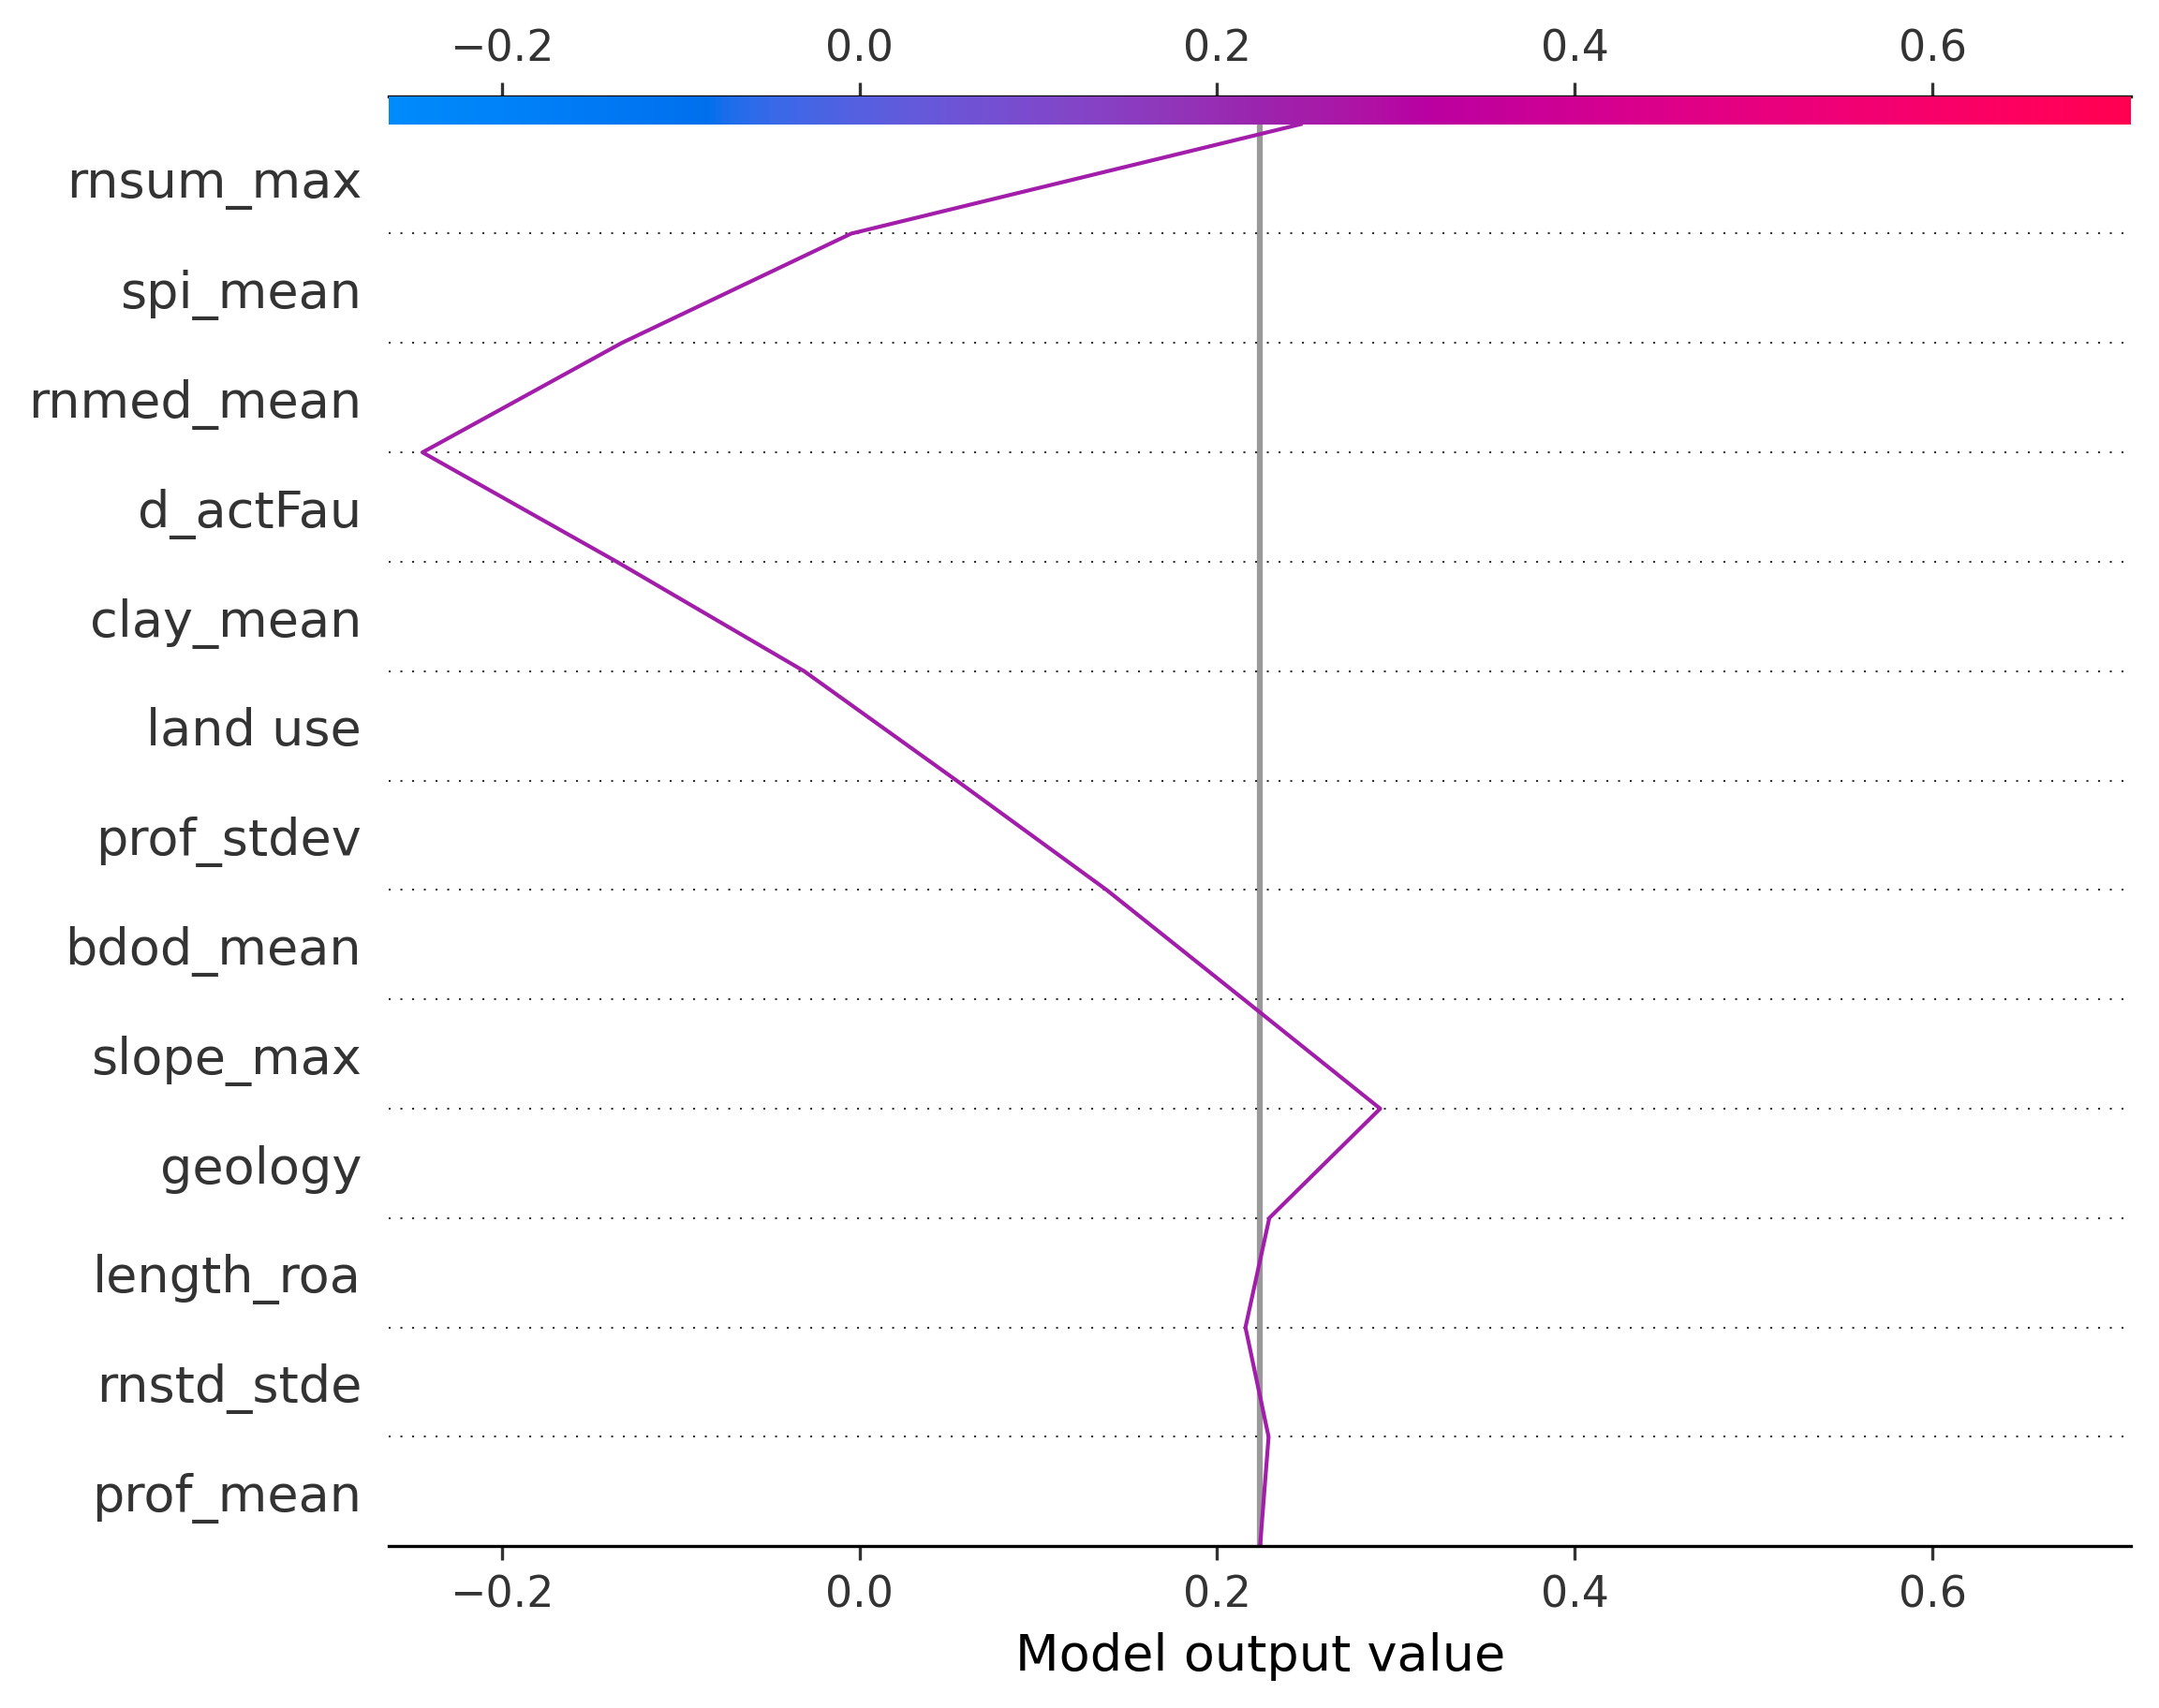 −0.2 0.0 0.2 0.4 0.6
rnsum_max
spi_mean
rnmed_mean
d_actFau
clay_mean
land use
prof_stdev
bdod_mean
slope_max
geology
length_roa
rnstd_stde
prof_mean
−0.2 0.0 0.2 0.4 0.6
Model output value